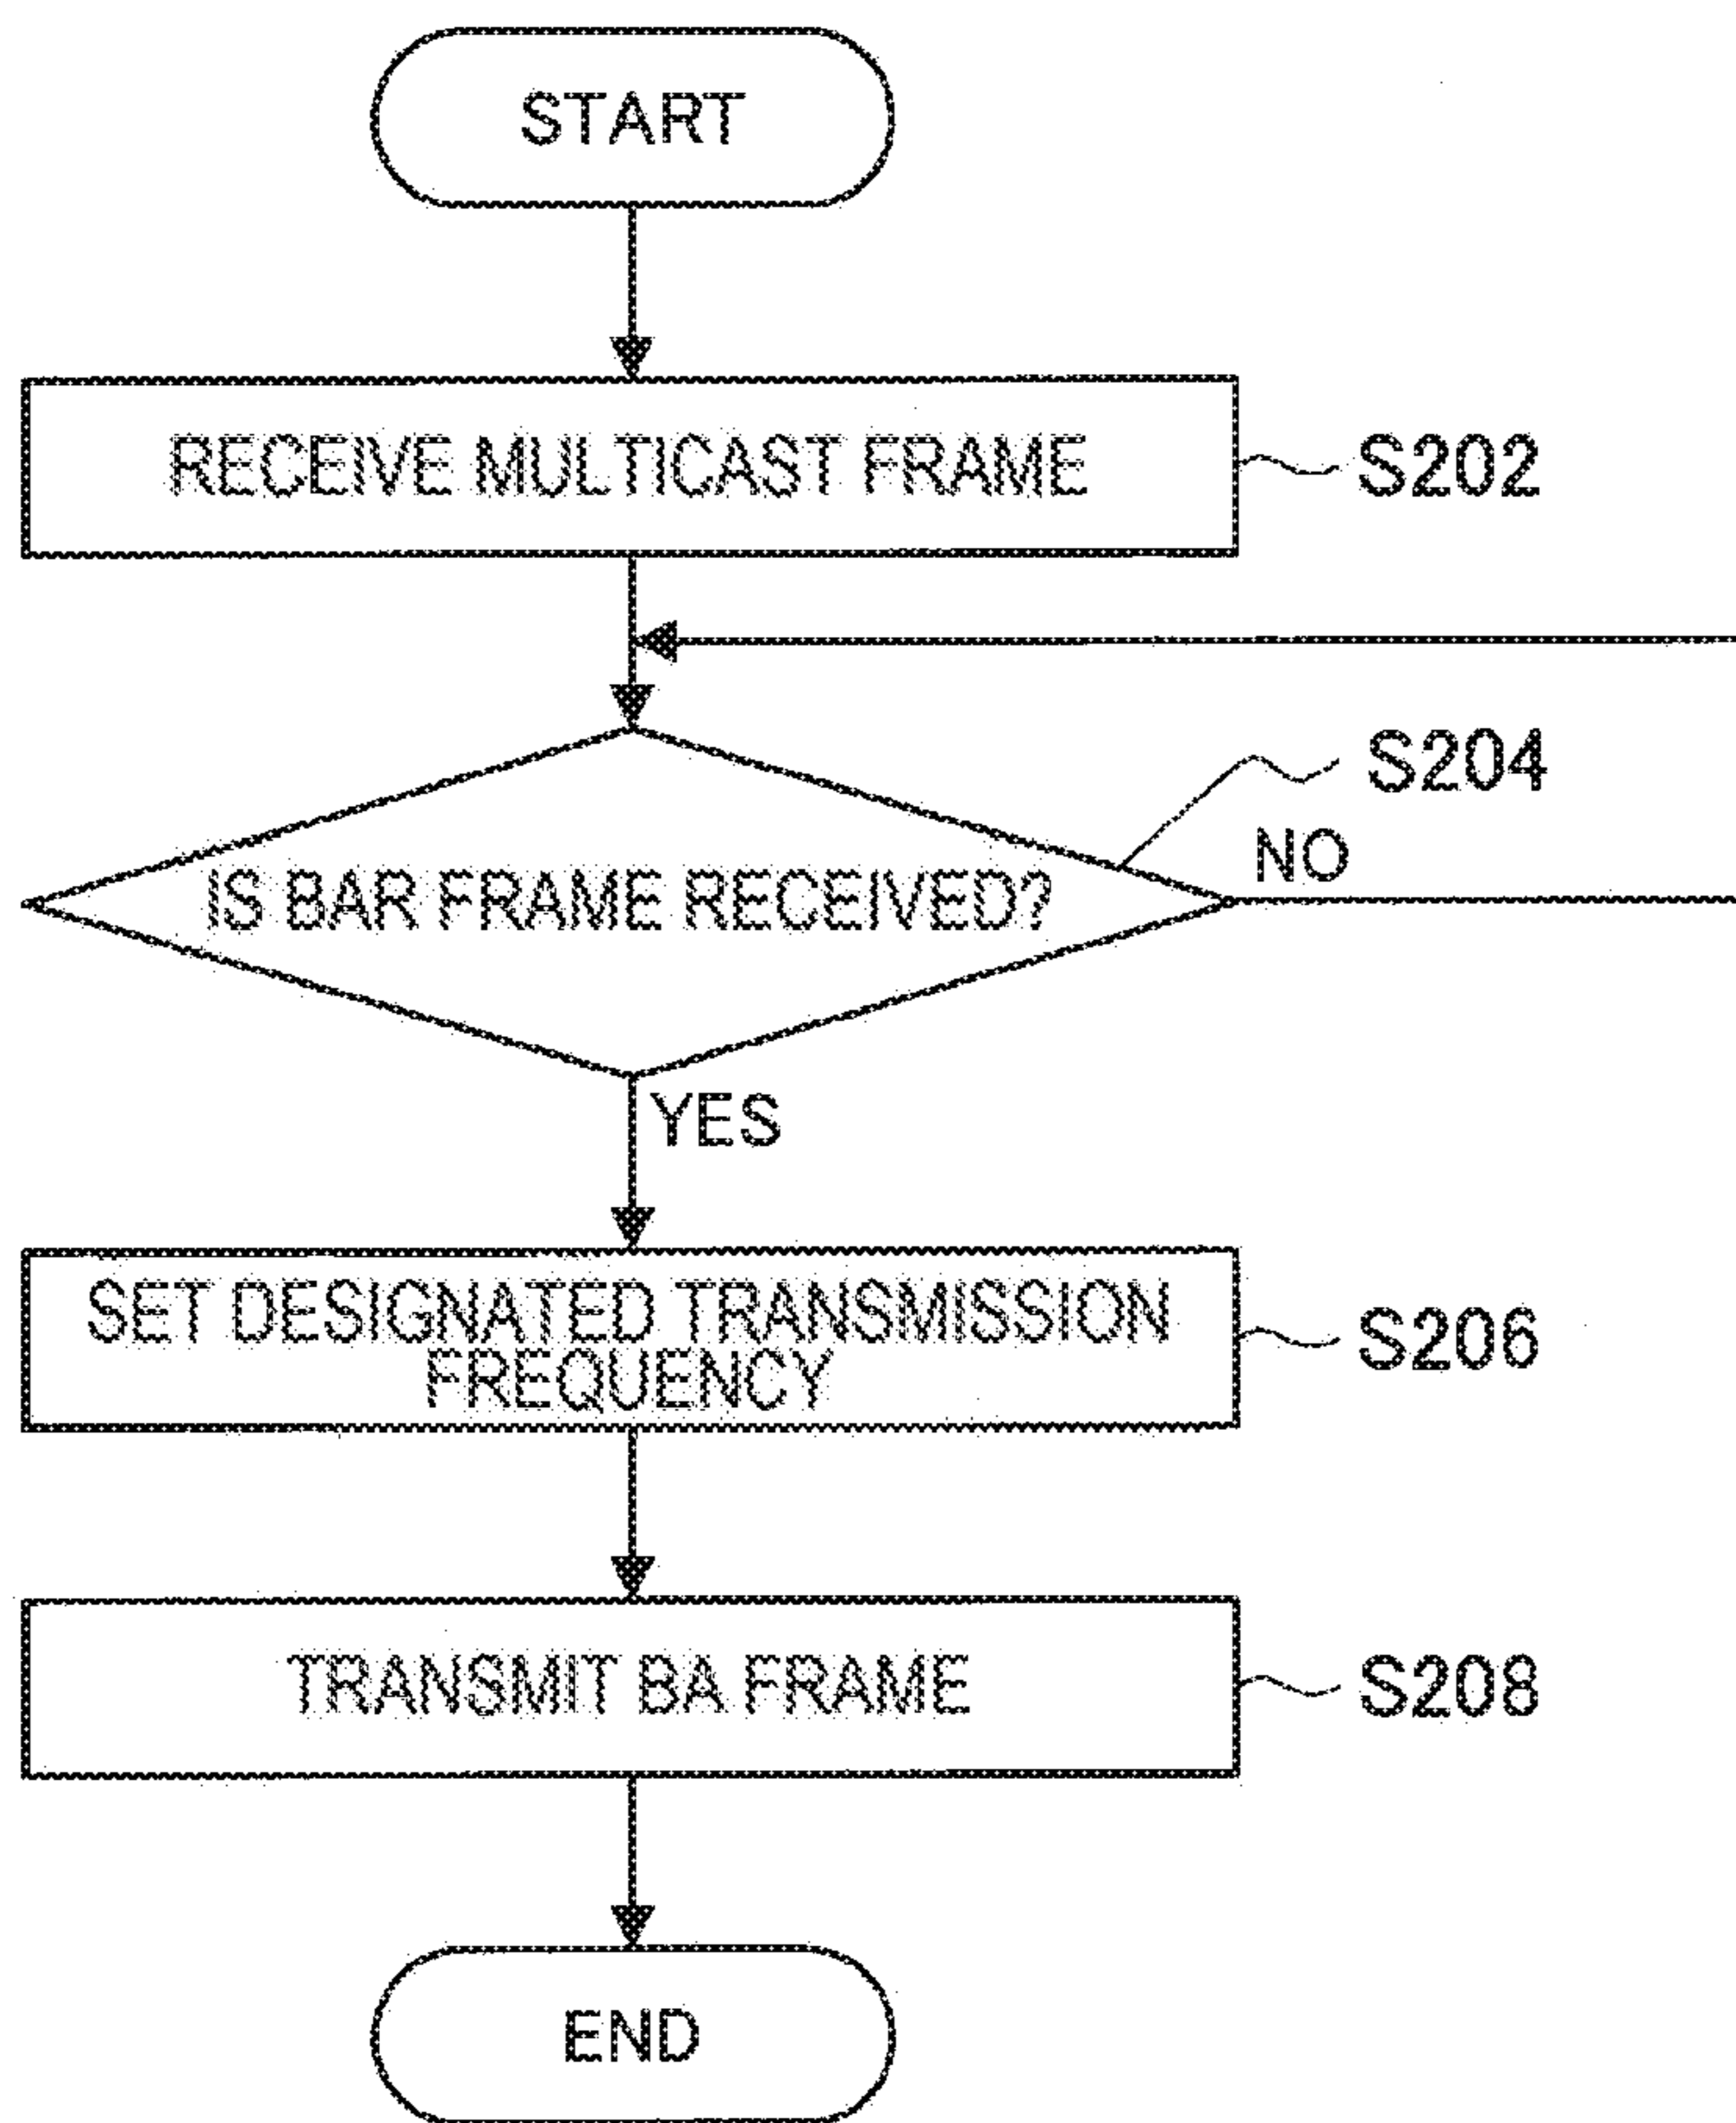 START
RECEIVE MULTICAST FRAME
S202
S204
NO
IS BAR FRAME RECEIVED?
YES
SET DESIGNATED TRANSMISSION
FREQUENCY
S206
TRANSMIT BA FRAME
S208
END